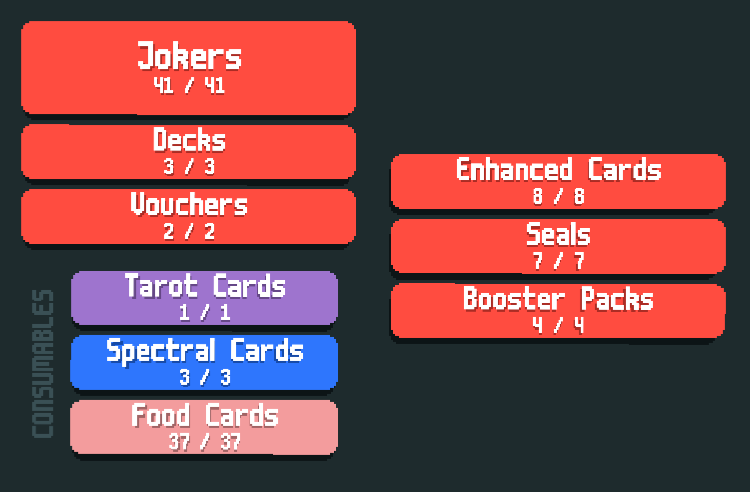 Jokers
41 / 41
Decks
3 / 3
Vouchers
2 / 2
CONSUMABLES
Tarot Cards
1 / 1
Spectral Cards
3 / 3
Food Cards
37 / 37
Enhanced Cards
8 / 8
Seals
7 / 7
Booster Packs
4 / 4